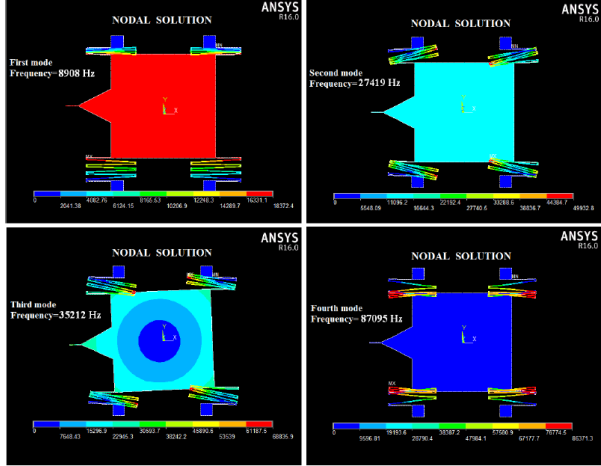 NODAL SOLUTION
ANSYS
R16.0
First mode
Frequency=8908 Hz
MN
Y
X
MX
0 4082.76 8165.53 12248.3 16331.1
2041.38 6124.15 10206.9 14289.7 18372.4
NODAL SOLUTION
ANSYS
R16.0
Second mode
Frequency=27419 Hz
MN
Y
X
MX
0 11096.2 22192.4 33288.6 44384.7
5548.09 16644.3 27740.5 38836.7 49932.8
NODAL SOLUTION
ANSYS
R16.0
Third mode
Frequency=35212 Hz
Y
X
MX
0 15296.9 30593.7 45890.6 61187.5
7648.43 22945.3 38242.2 53539 68835.9
NODAL SOLUTION
ANSYS
R16.0
Fourth mode
Frequency= 87095 Hz
Y
X
MX
0 19193.6 38387.2 57580.9 76774.5
9596.81 28790.4 47984.1 67177.7 86371.3